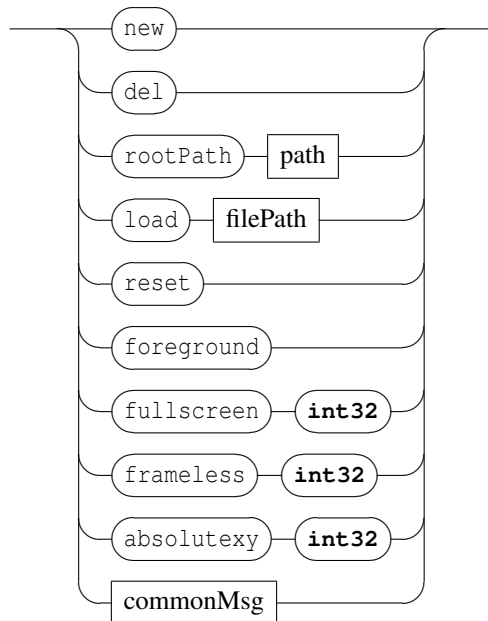 new
del
rootPath path
load filePath
reset
foreground
fullscreen int32
frameless int32
absolutexy int32
commonMsg